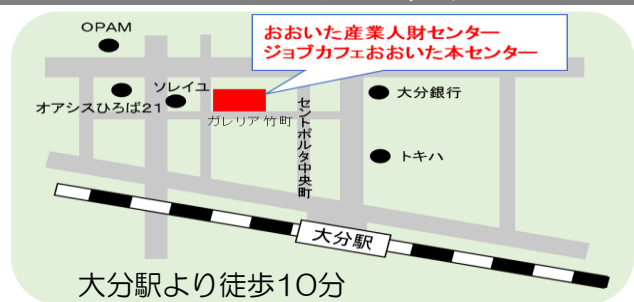 OPAM
おおいた産業人財センター
ジョブカフェおおいた本センター
ソレイユ
オアシスひろば21
ガレリア竹町
セントポルタ中央町
大分銀行
トキハ
大分駅
大分駅より徒歩10分